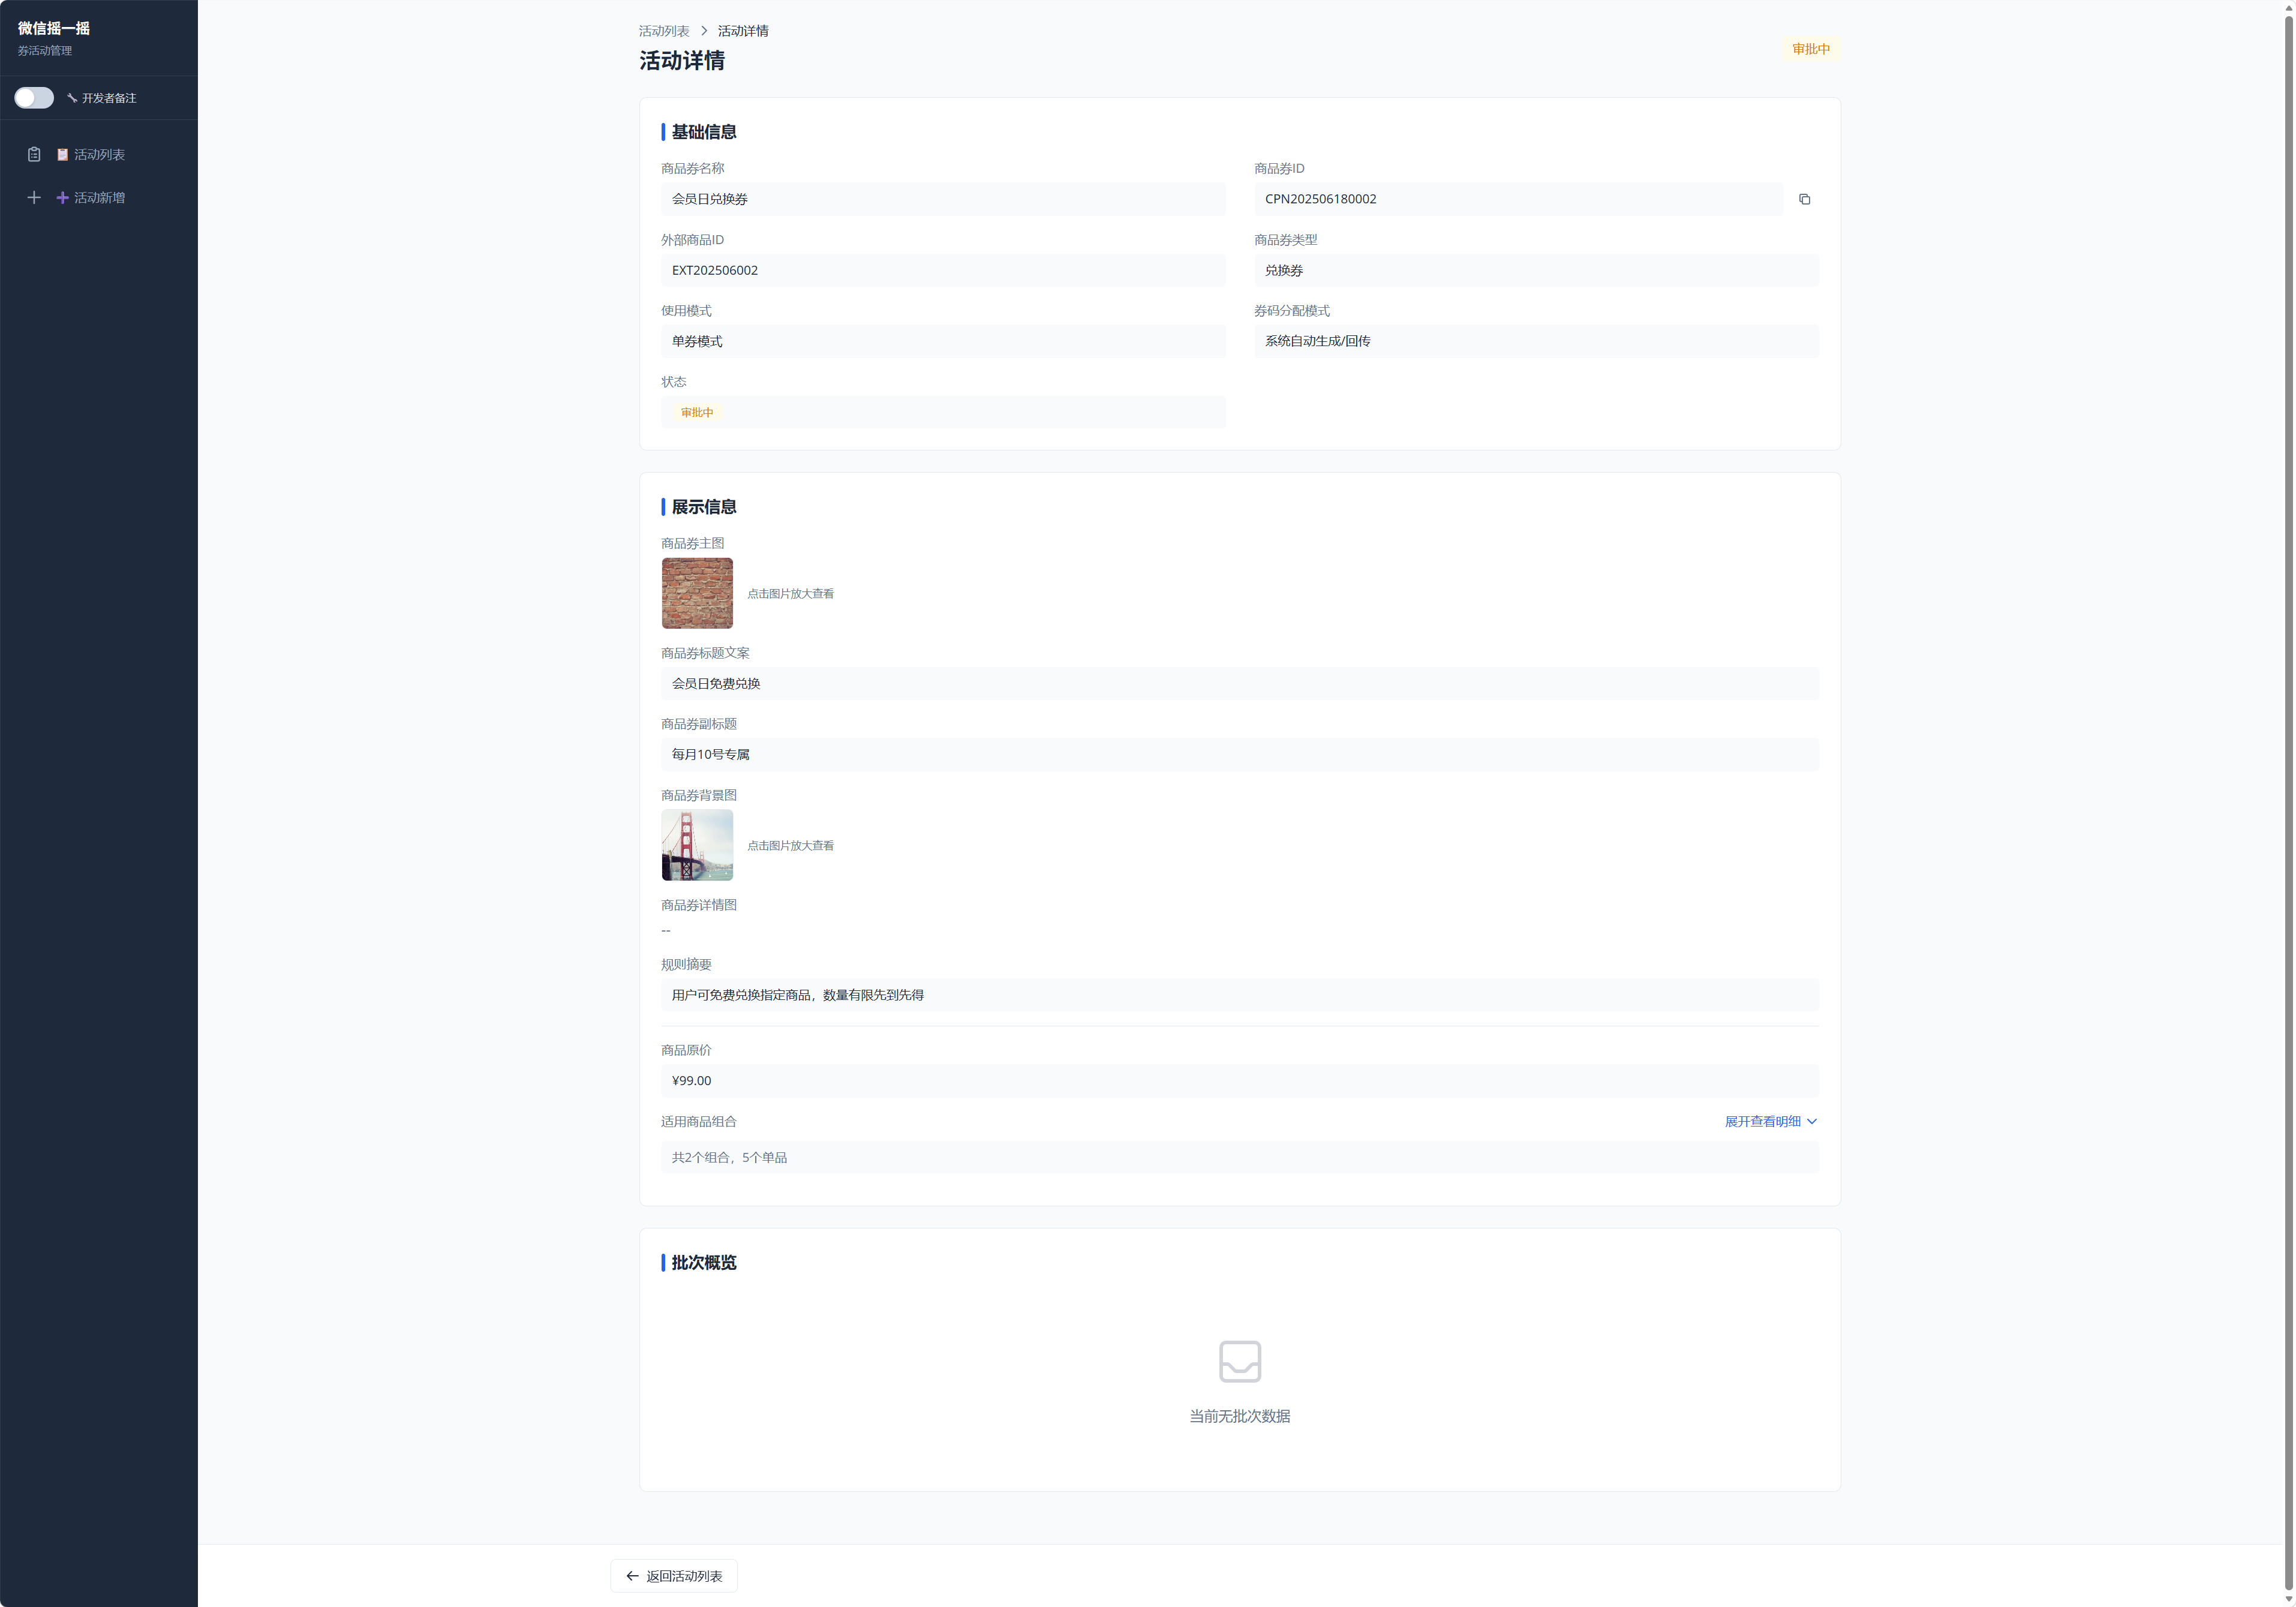 微信摇一摇
券活动管理
🔧 开发者备注
📋 活动列表
➕ 活动新增
活动列表 > 活动详情
活动详情
审批中
基础信息
商品券名称
会员日兑换券
商品券ID
CPN202506180002
外部商品ID
EXT202506002
商品券类型
兑换券
使用模式
单券模式
券码分配模式
系统自动生成/回传
状态
审批中
展示信息
商品券主图
点击图片放大查看
商品券标题文案
会员日免费兑换
商品券副标题
每月10号专属
商品券背景图
点击图片放大查看
商品券详情图
--
规则摘要
用户可免费兑换指定商品，数量有限先到先得
商品原价
¥99.00
适用商品组合
展开查看明细
共2个组合，5个单品
批次概览
当前无批次数据
← 返回活动列表